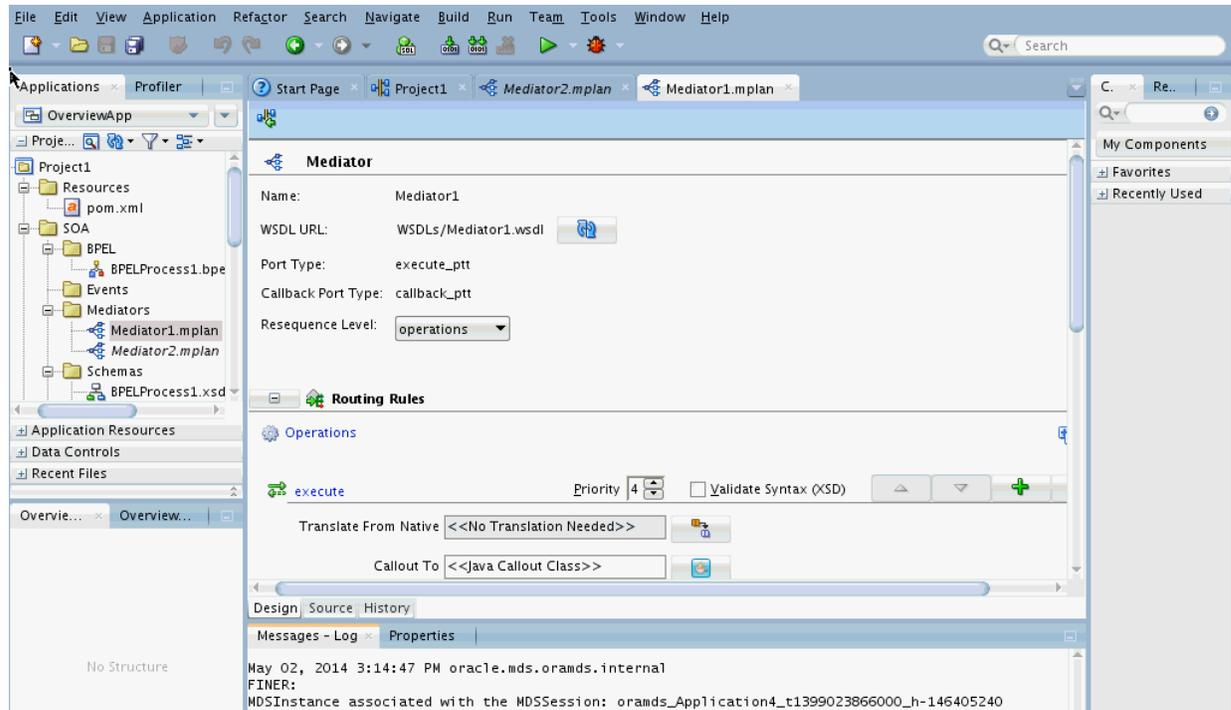 File Edit View Application Refactor Search Navigate Build Run Team Tools Window Help
Search
Applications Profiler
Start Page Project1 Mediator2.mplan Mediator1.mplan
C. Re..
OverviewApp
Proje...
My Components
Favorites
Recently Used
Project1
Resources
pom.xml
SOA
BPEL
BPELProcess1.bpe
Events
Mediators
Mediator1.mplan
Mediator2.mplan
Schemas
BPELProcess1.xsd
Application Resources
Data Controls
Recent Files
Overvie... Overview...
No Structure
Mediator
Name: Mediator1
WSDL URL: WSDLs/Mediator1.wsdl
Port Type: execute_ptt
Callback Port Type: callback_ptt
Resequence Level: operations
Routing Rules
Operations
execute Priority 4 Validate Syntax (XSD)
Translate From Native <<No Translation Needed>>
Callout To <<Java Callout Class>>
Design Source History
Messages - Log Properties
May 02, 2014 3:14:47 PM oracle.mds.oramds.internal
FINER:
MDSInstance associated with the MDSSession: oramds_Application4_t1399023866000_h-146405240